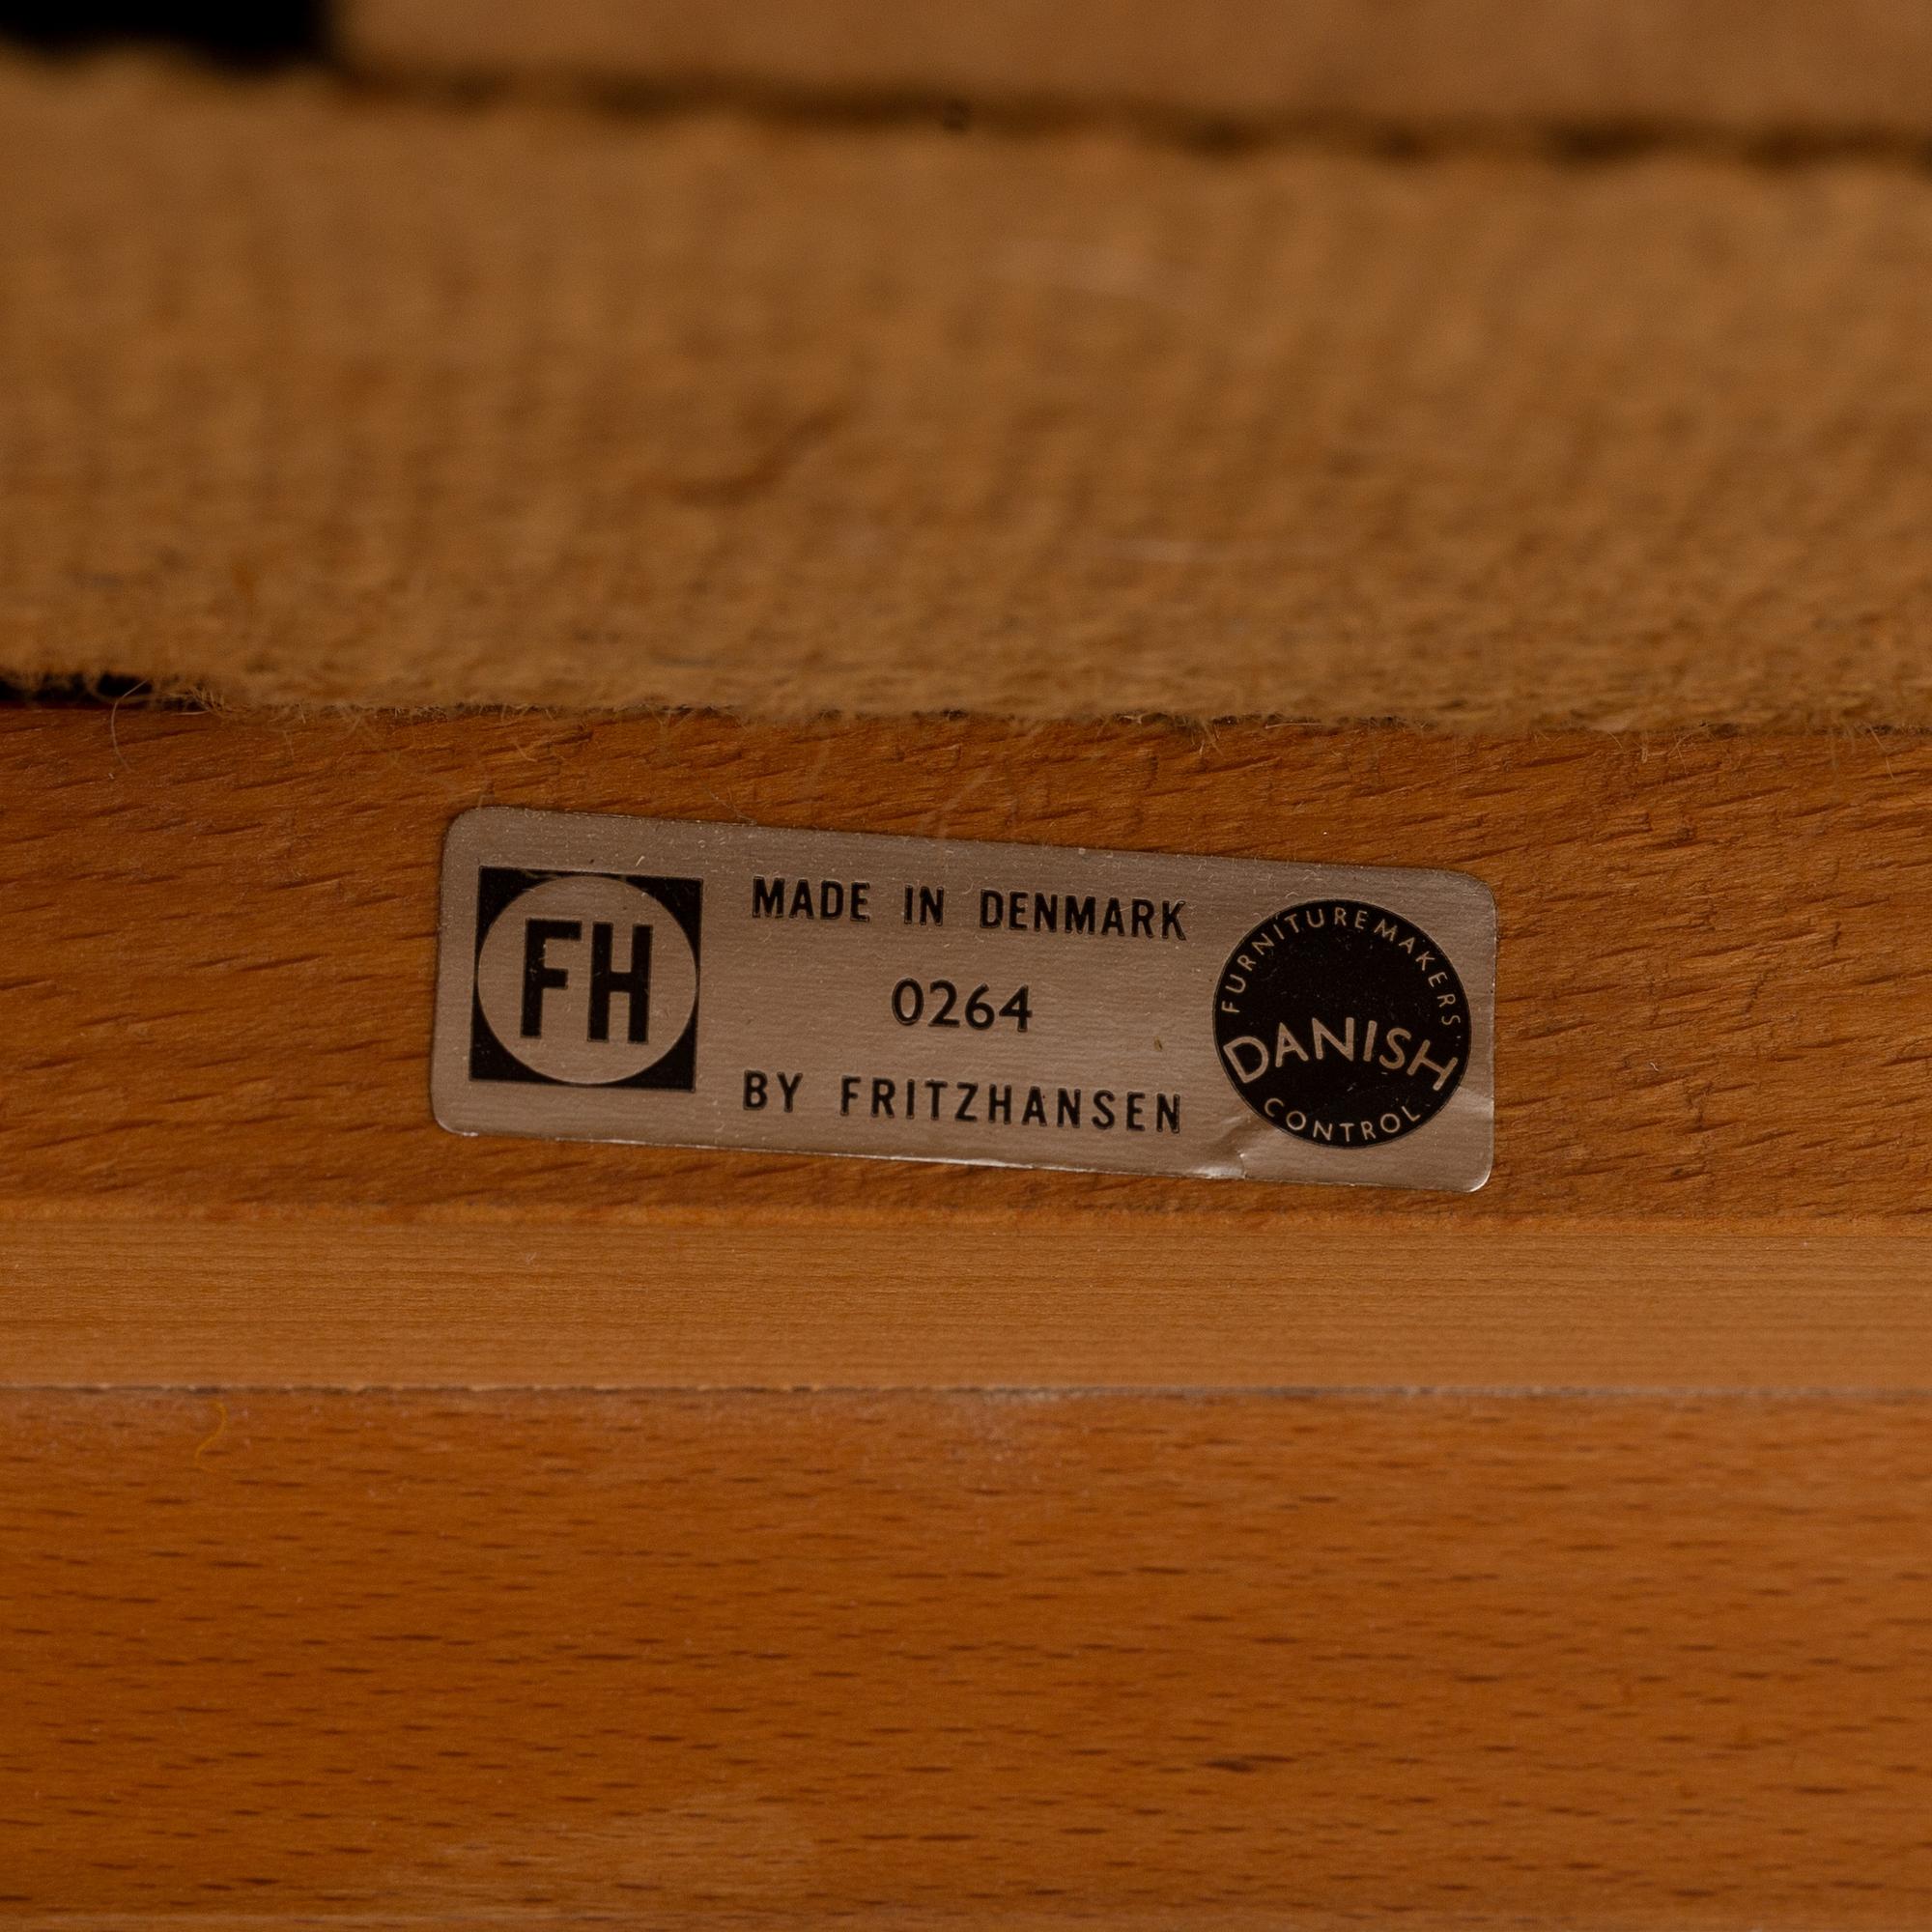 FH
MADE IN DENMARK
0264
BY FRITZHANSEN
FURNITUREMAKERS
DANISH
CONTROL